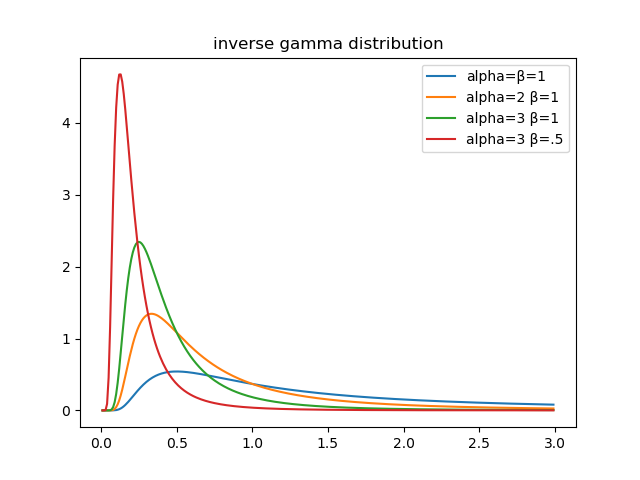 inverse gamma distribution
alpha=β=1
alpha=2 β=1
alpha=3 β=1
alpha=3 β=.5
4
3
2
1
0
0.0 0.5 1.0 1.5 2.0 2.5 3.0